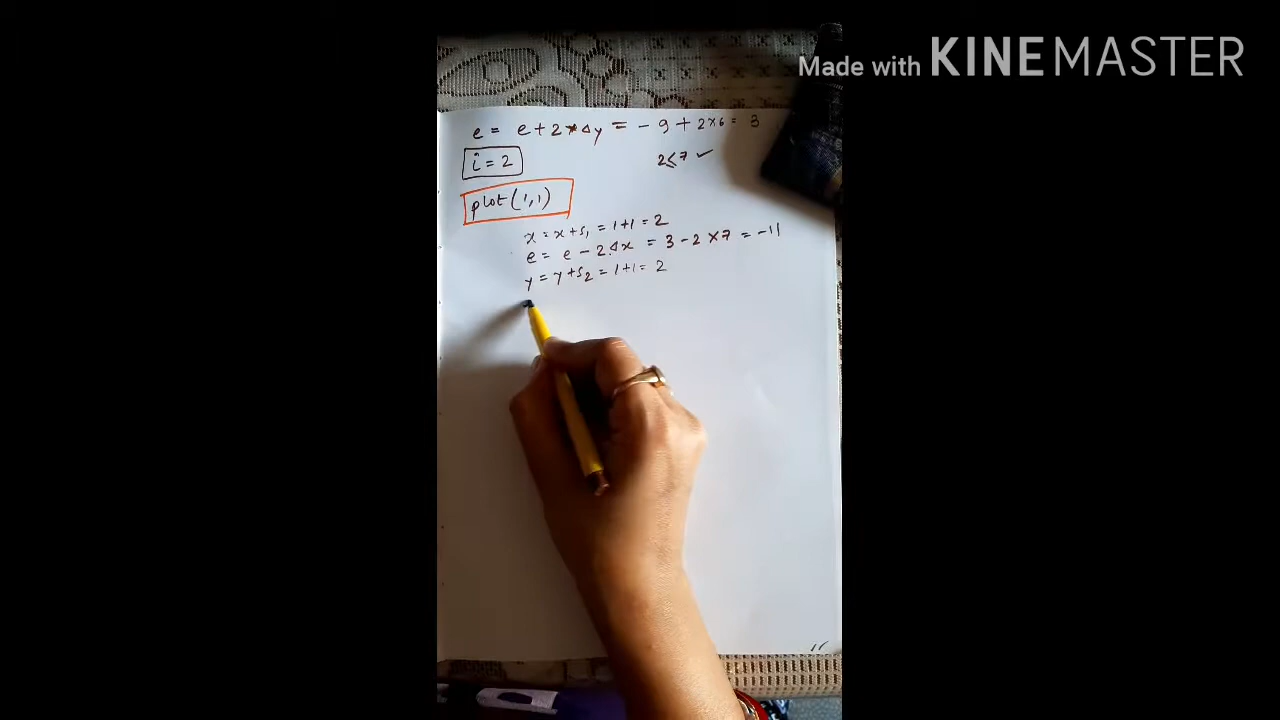 Made with KINEMASTER
e = e + 2 * Δy = - 9 + 2×6 = 3
i = 2 2≤7 ✓
plot(1,1)
x = x + s₁ = 1+1 = 2
e = e - 2.Δx = 3 - 2 × 7 = -11
y = y + s₂ = 1+1 = 2